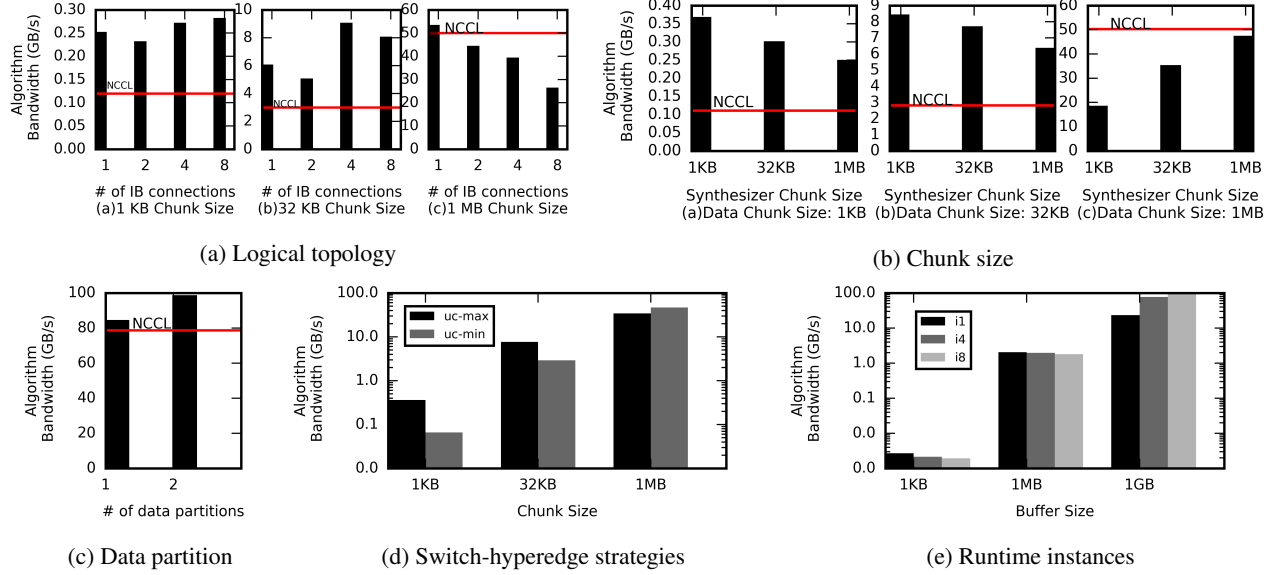 Algorithm
Bandwidth (GB/s)
0.30
0.25
0.20
0.15
0.10
0.05
0.00
NCCL
1 2 4 8
# of IB connections
(a)1 KB Chunk Size
10
8
6
4
2
0
NCCL
1 2 4 8
# of IB connections
(b)32 KB Chunk Size
60
50
40
30
20
10
0
NCCL
1 2 4 8
# of IB connections
(c)1 MB Chunk Size
(a) Logical topology
Algorithm
Bandwidth (GB/s)
0.40
0.35
0.30
0.25
0.20
0.15
0.10
0.05
0.00
NCCL
1KB 32KB 1MB
Synthesizer Chunk Size
(a)Data Chunk Size: 1KB
9
8
7
6
5
4
3
2
1
0
NCCL
1KB 32KB 1MB
Synthesizer Chunk Size
(b)Data Chunk Size: 32KB
60
50
40
30
20
10
0
NCCL
1KB 32KB 1MB
Synthesizer Chunk Size
(c)Data Chunk Size: 1MB
(b) Chunk size
Algorithm
Bandwidth (GB/s)
100
80
60
40
20
0
NCCL
1 2
# of data partitions
(c) Data partition
Algorithm
Bandwidth (GB/s)
100.0
10.0
1.0
0.1
0.0
uc-max
uc-min
1KB 32KB 1MB
Chunk Size
(d) Switch-hyperedge strategies
Algorithm
Bandwidth (GB/s)
100.0
10.0
1.0
0.1
0.0
0.0
i1
i4
i8
1KB 1MB 1GB
Buffer Size
(e) Runtime instances